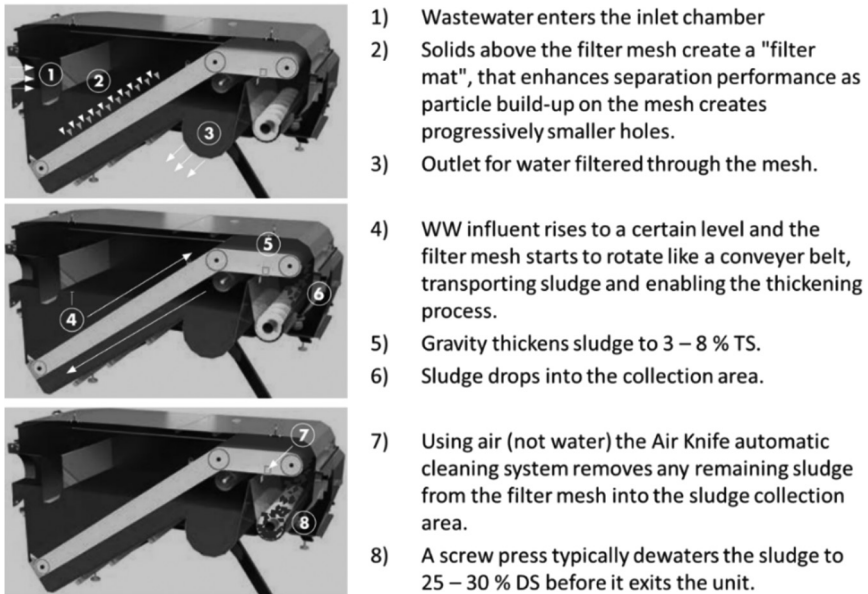 1) Wastewater enters the inlet chamber
2) Solids above the filter mesh create a "filter
mat", that enhances separation performance as
particle build-up on the mesh creates
progressively smaller holes.
3) Outlet for water filtered through the mesh.
4) WW influent rises to a certain level and the
filter mesh starts to rotate like a conveyer belt,
transporting sludge and enabling the thickening
process.
5) Gravity thickens sludge to 3 – 8 % TS.
6) Sludge drops into the collection area.
7) Using air (not water) the Air Knife automatic
cleaning system removes any remaining sludge
from the filter mesh into the sludge collection
area.
8) A screw press typically dewaters the sludge to
25 – 30 % DS before it exits the unit.
1
2
3
4
5
6
7
8